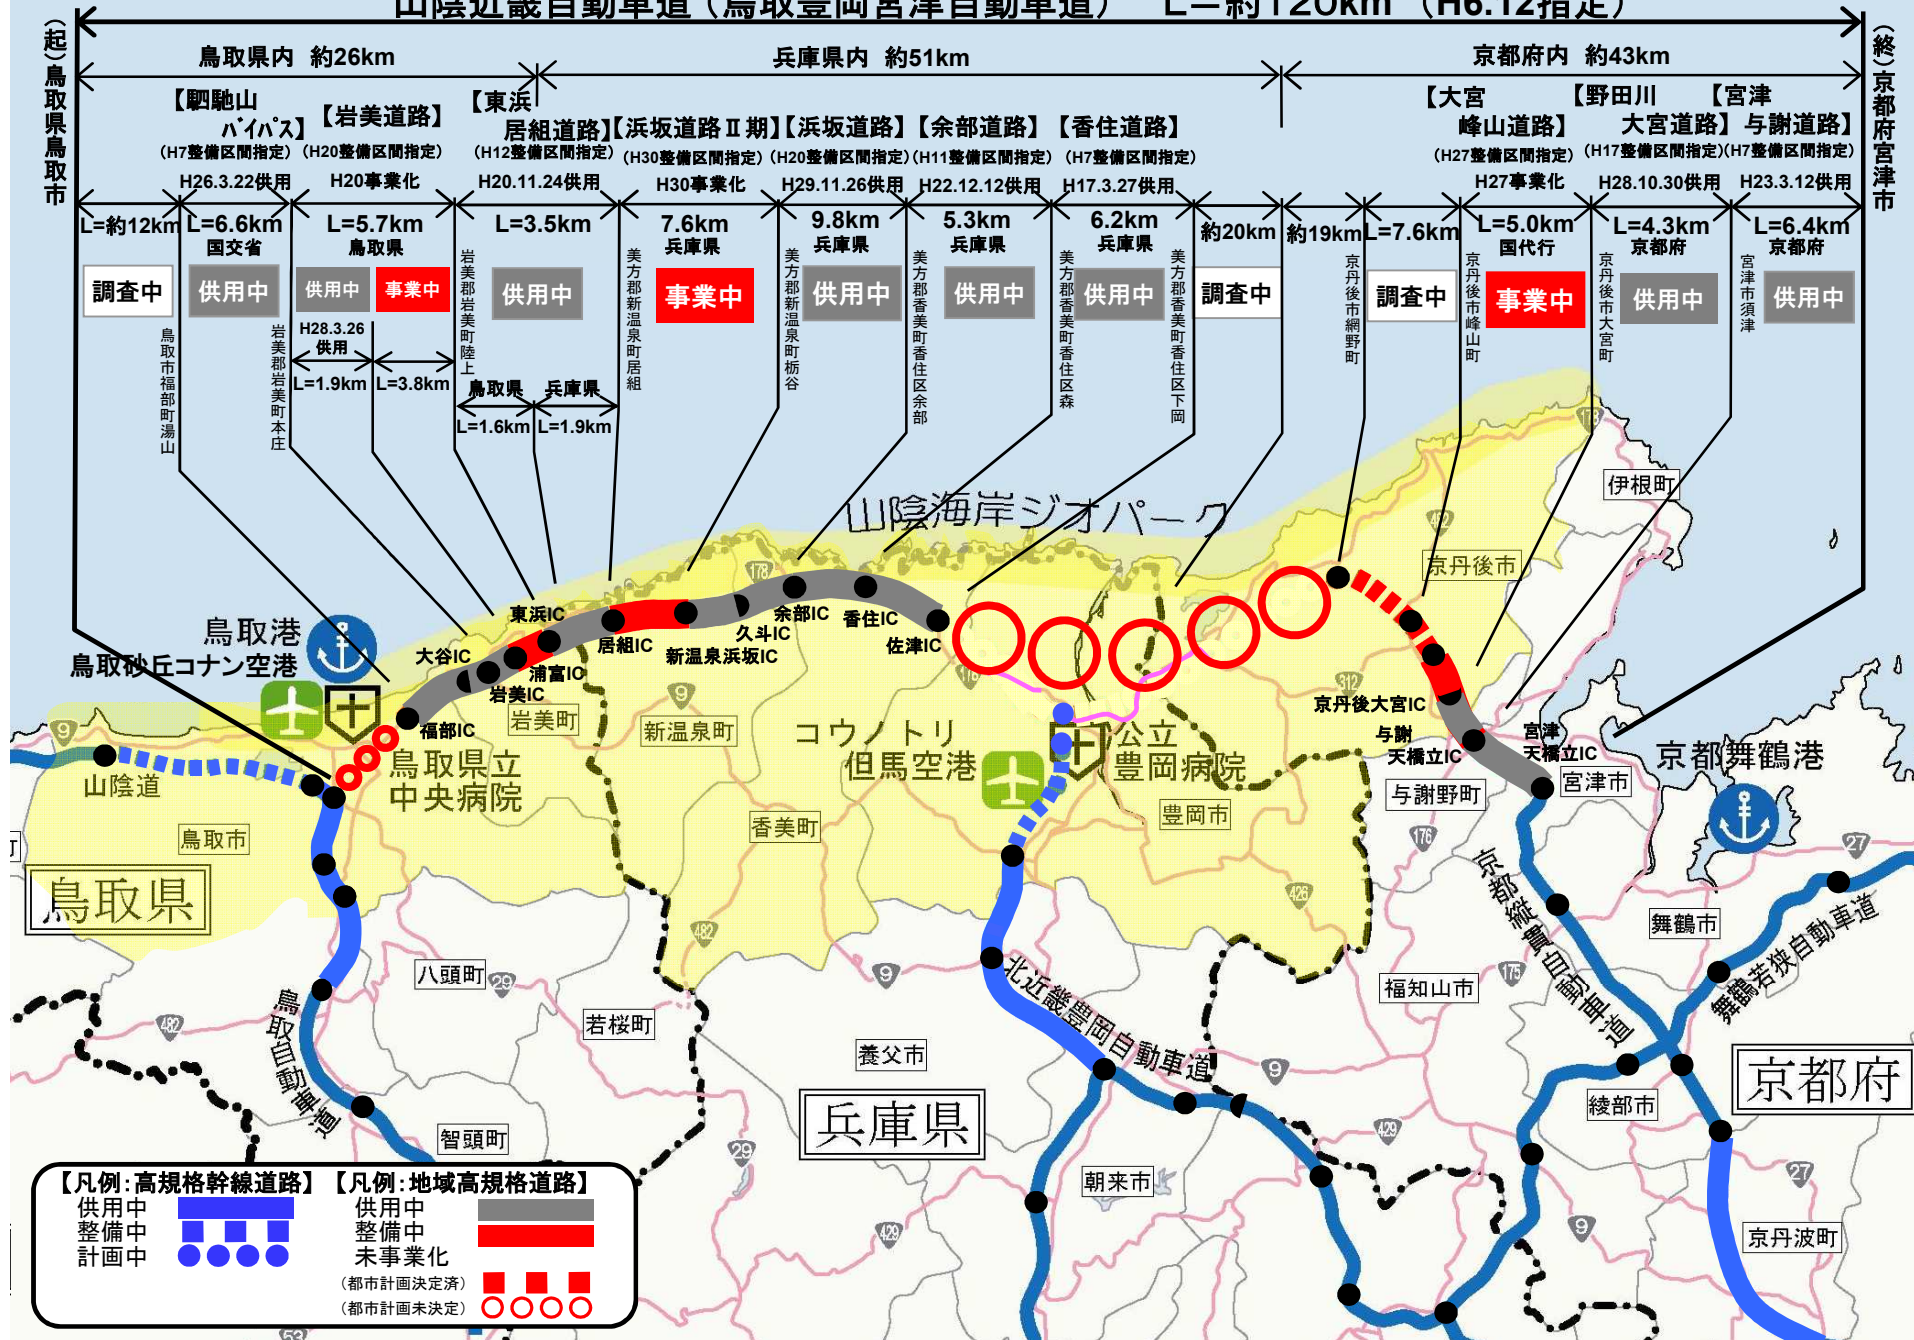 山陰近畿自動車道(鳥取豊岡宮津自動車道) L=約120km (H6.12指定)
(起)鳥取県鳥取市
鳥取県内 約26km
兵庫県内 約51km
京都府内 約43km
(終)京都府宮津市
【駟馳山
バイパス】
(H7整備区間指定)
H26.3.22供用
【岩美道路】
(H20整備区間指定)
H20事業化
【東浜
居組道路】
(H12整備区間指定)
H20.11.24供用
【浜坂道路Ⅱ期】
(H30整備区間指定)
H30事業化
【浜坂道路】
(H20整備区間指定)
H29.11.26供用
【余部道路】
(H11整備区間指定)
H22.12.12供用
【香住道路】
(H7整備区間指定)
H17.3.27供用
【大宮
峰山道路】
(H27整備区間指定)
H27事業化
【野田川
大宮道路】
(H17整備区間指定)
H28.10.30供用
【宮津
与謝道路】
(H7整備区間指定)
H23.3.12供用
L=約12km
調査中
L=6.6km
国交省
供用中
L=5.7km
鳥取県
供用中
事業中
H28.3.26
供用
L=1.9km
L=3.8km
L=3.5km
供用中
鳥取県
兵庫県
L=1.6km
L=1.9km
7.6km
兵庫県
事業中
9.8km
兵庫県
供用中
5.3km
兵庫県
供用中
6.2km
兵庫県
供用中
約20km
調査中
約19km
L=7.6km
調査中
L=5.0km
国代行
事業中
L=4.3km
京都府
供用中
L=6.4km
京都府
供用中
鳥取市福部町湯山
岩美郡岩美町本庄
岩美郡岩美町陸上
美方郡新温泉町居組
美方郡新温泉町栃谷
美方郡香美町香住区余部
美方郡香美町香住区森
美方郡香美町香住区下岡
京丹後市網野町
京丹後市峰山町
京丹後市大宮町
宮津市須津
山陰海岸ジオパーク
178
伊根町
482
京丹後市
178
鳥取港
鳥取砂丘コナン空港
東浜IC
大谷IC
浦富IC
岩美IC
居組IC
新温泉浜坂IC
久斗IC
余部IC
香住IC
佐津IC
178
312
京丹後大宮IC
与謝
天橋立IC
宮津
天橋立IC
福部IC
岩美町
9
新温泉町
コウノトリ
但馬空港
公立
豊岡病院
京都舞鶴港
9
山陰道
鳥取県立
中央病院
与謝野町
宮津市
鳥取市
香美町
豊岡市
176
27
町
鳥取県
426
京都縦貫自動車道
482
舞鶴市
舞鶴若狭自動車道
八頭町
29
9
北近畿豊岡自動車道
175
福知山市
鳥取自動車道
482
若桜町
養父市
9
兵庫県
京都府
綾部市
智頭町
29
429
朝来市
27
429
9
京丹波町
53
【凡例:高規格幹線道路】
供用中
整備中
計画中
【凡例:地域高規格道路】
供用中
整備中
未事業化
(都市計画決定済)
(都市計画未決定)